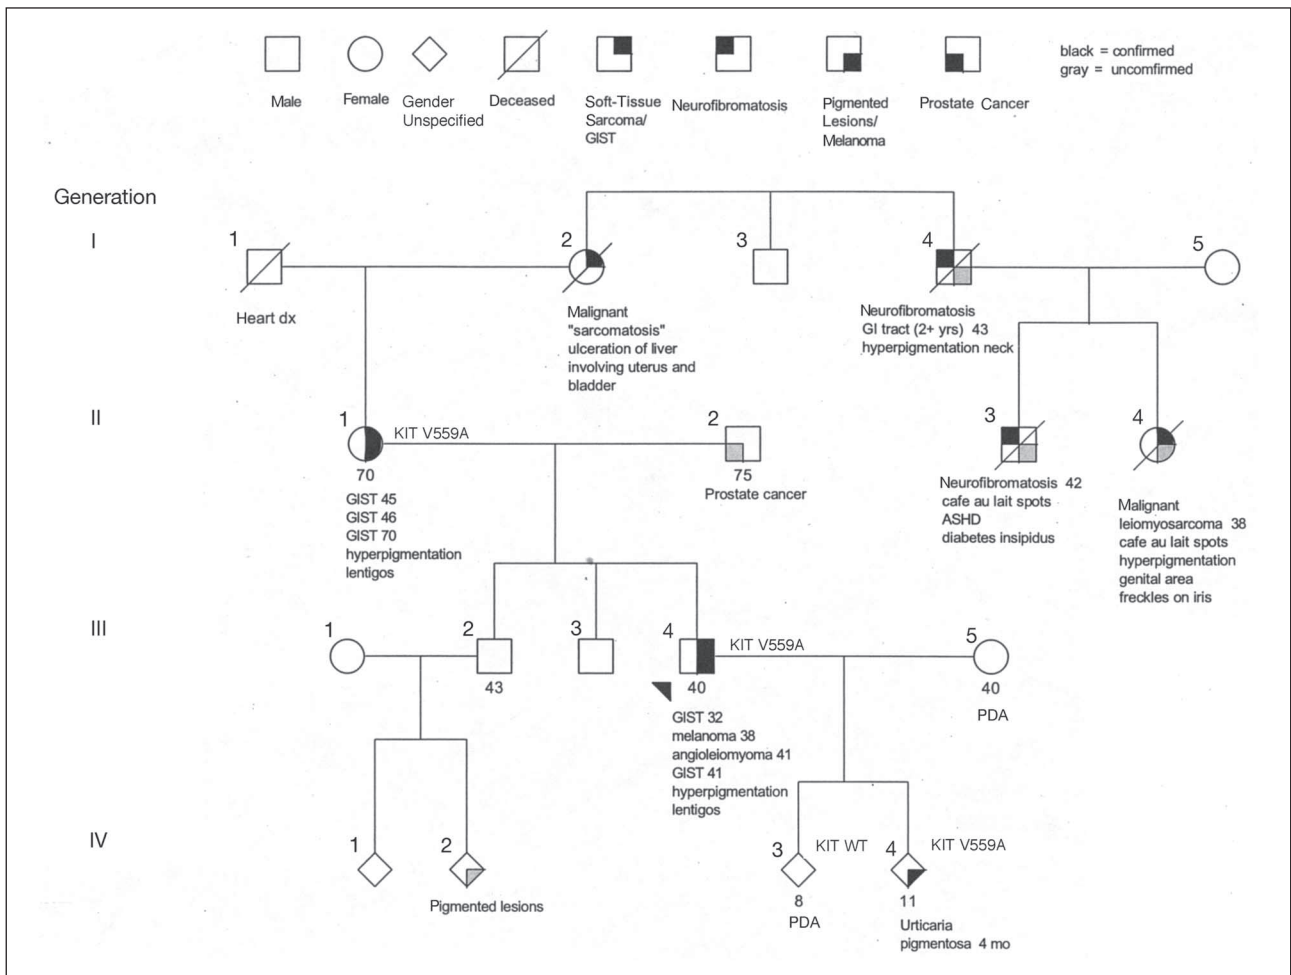 black = confirmed
gray = uncomfirmed
Male
Female
Gender
Unspecified
Deceased
Soft-Tissue
Sarcoma/
GIST
Neurofibromatosis
Pigmented
Lesions/
Melanoma
Prostate Cancer
Generation
I
1
2
3
4
5
Heart dx
Malignant
"sarcomatosis"
ulceration of liver
involving uterus and
bladder
Neurofibromatosis
GI tract (2+ yrs) 43
hyperpigmentation neck
II
1
KIT V559A
2
3
4
70
GIST 45
GIST 46
GIST 70
hyperpigmentation
lentigos
75
Prostate cancer
Neurofibromatosis 42
cafe au lait spots
ASHD
diabetes insipidus
Malignant
leiomyosarcoma 38
cafe au lait spots
hyperpigmentation
genital area
freckles on iris
III
1
2
3
4
KIT V559A
5
43
40
GIST 32
melanoma 38
angioleiomyoma 41
GIST 41
hyperpigmentation
lentigos
40
PDA
IV
1
2
3
KIT WT
4
KIT V559A
Pigmented lesions
8
PDA
11
Urticaria
pigmentosa 4 mo